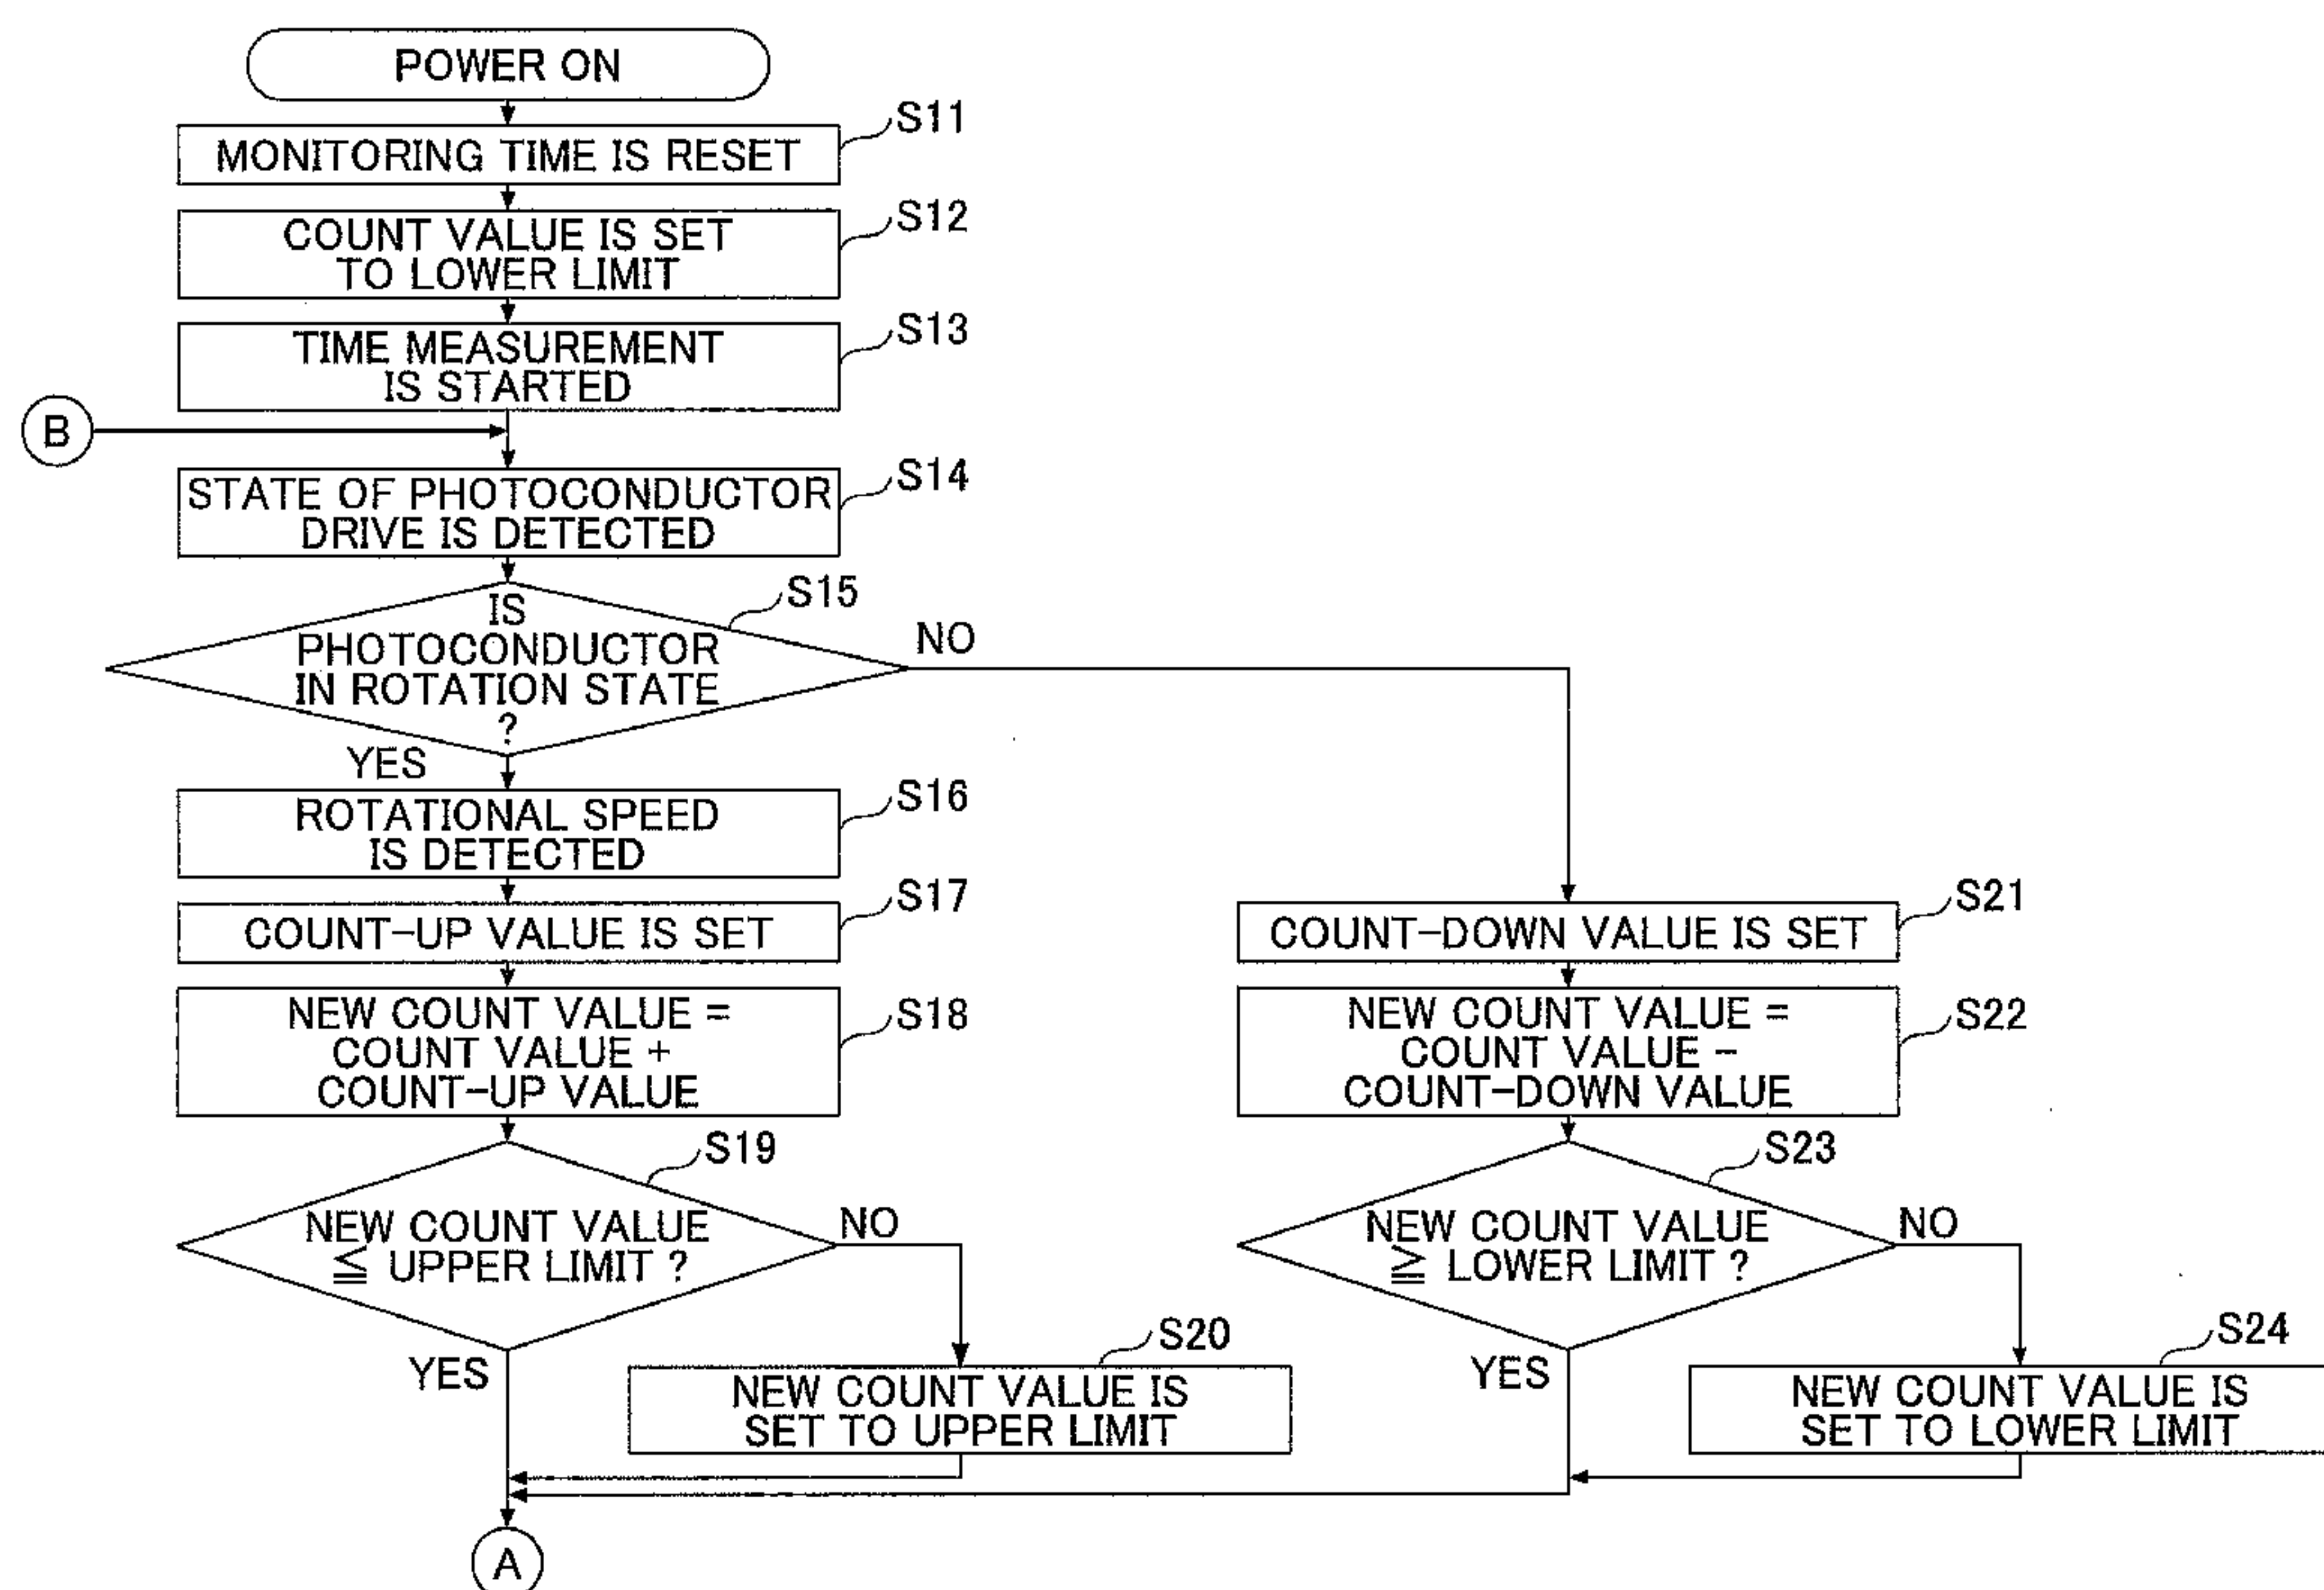 POWER ON
S11
MONITORING TIME IS RESET
S12
COUNT VALUE IS SET
TO LOWER LIMIT
S13
TIME MEASUREMENT
IS STARTED
B
S14
STATE OF PHOTOCONDUCTOR
DRIVE IS DETECTED
S15
IS
PHOTOCONDUCTOR
IN ROTATION STATE
?
NO
YES
S16
ROTATIONAL SPEED
IS DETECTED
S17
COUNT-UP VALUE IS SET
S18
NEW COUNT VALUE =
COUNT VALUE +
COUNT-UP VALUE
S19
NEW COUNT VALUE
≦ UPPER LIMIT ?
NO
YES
S20
NEW COUNT VALUE IS
SET TO UPPER LIMIT
S21
COUNT-DOWN VALUE IS SET
S22
NEW COUNT VALUE =
COUNT VALUE -
COUNT-DOWN VALUE
S23
NEW COUNT VALUE
≧ LOWER LIMIT ?
NO
YES
S24
NEW COUNT VALUE IS
SET TO LOWER LIMIT
A